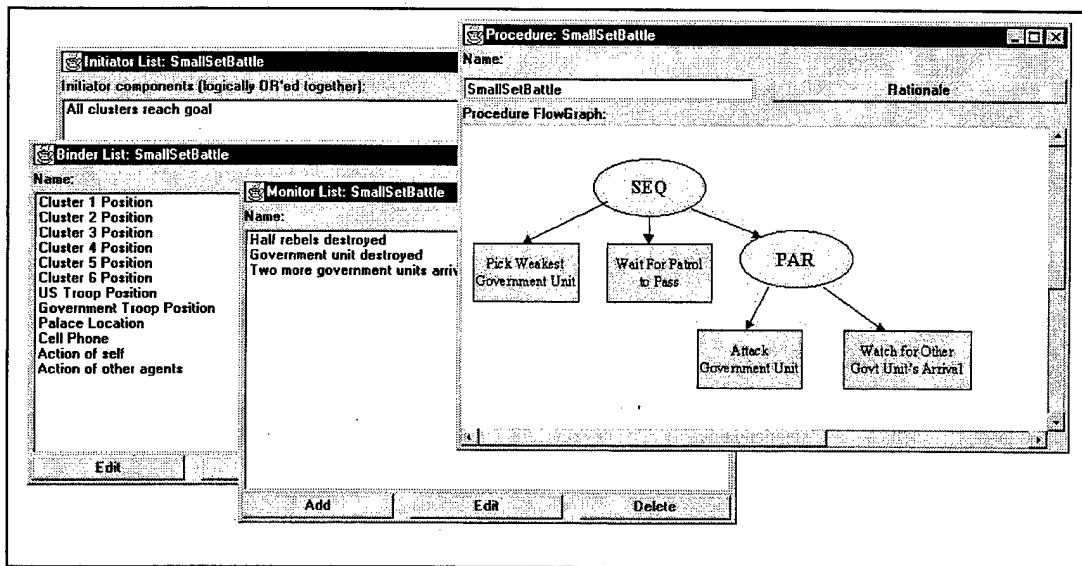 Initiator List: SmallSetBattle
Initiator components (logically OR'ed together):
All clusters reach goal
Binder List: SmallSetBattle
Name:
Cluster 1 Position
Cluster 2 Position
Cluster 3 Position
Cluster 4 Position
Cluster 5 Position
Cluster 6 Position
US Troop Position
Government Troop Position
Palace Location
Cell Phone
Action of self
Action of other agents
Edit
Monitor List: SmallSetBattle
Name:
Half rebels destroyed
Government unit destroyed
Two more government units arriv
Add
Edit
Delete
Procedure: SmallSetBattle
Name:
SmallSetBattle
Rationale
Procedure FlowGraph:
SEQ
Pick Weakest
Government Unit
Wait For Patrol
to Pass
PAR
Attack
Government Unit
Watch for Other
Govt Unit's Arrival